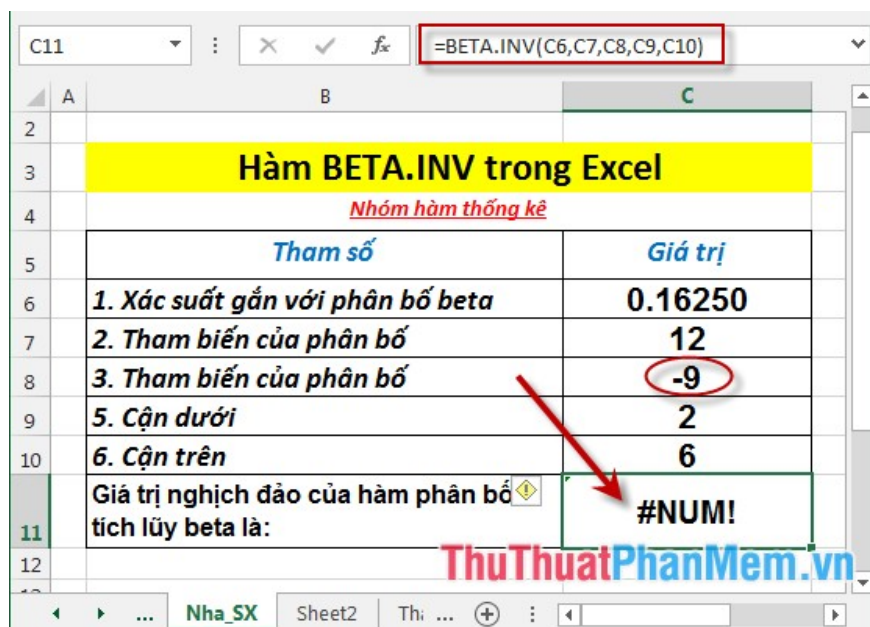 C11 fx =BETA.INV(C6,C7,C8,C9,C10)
A B C
2
3 Hàm BETA.INV trong Excel
4 Nhóm hàm thống kê
5 Tham số Giá trị
6 1. Xác suất gắn với phân bố beta 0.16250
7 2. Tham biến của phân bố 12
8 3. Tham biến của phân bố -9
9 5. Cận dưới 2
10 6. Cận trên 6
Giá trị nghịch đảo của hàm phân bố
11 tích lũy beta là: #NUM!
12 ThuThuatPhanMem.vn
... Nha_SX Sheet2 Tha ...